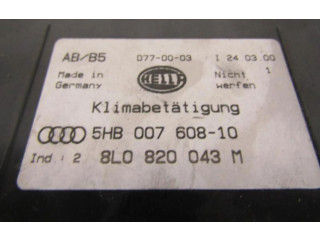 AB/B5 077-00-03 I 24 03 00
Made in HELLA Nicht 1
Germany werfen
Klimabetätigung
5HB 007 608-10
Ind: 2 8L0 820 043 M